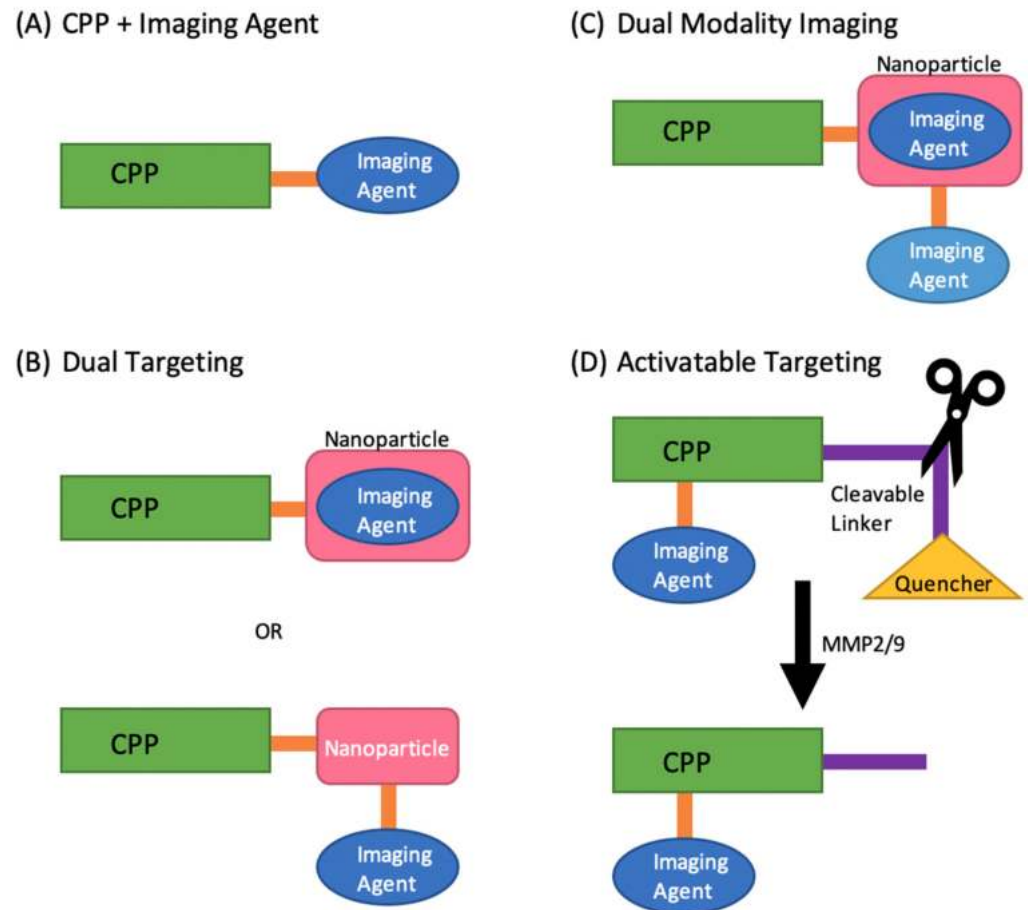 (A) CPP + Imaging Agent
CPP
Imaging
Agent
(B) Dual Targeting
Nanoparticle
CPP
Imaging
Agent
OR
CPP
Nanoparticle
Imaging
Agent
(C) Dual Modality Imaging
Nanoparticle
CPP
Imaging
Agent
Imaging
Agent
(D) Activatable Targeting
CPP
Cleavable
Linker
Imaging
Agent
Quencher
MMP2/9
CPP
Imaging
Agent